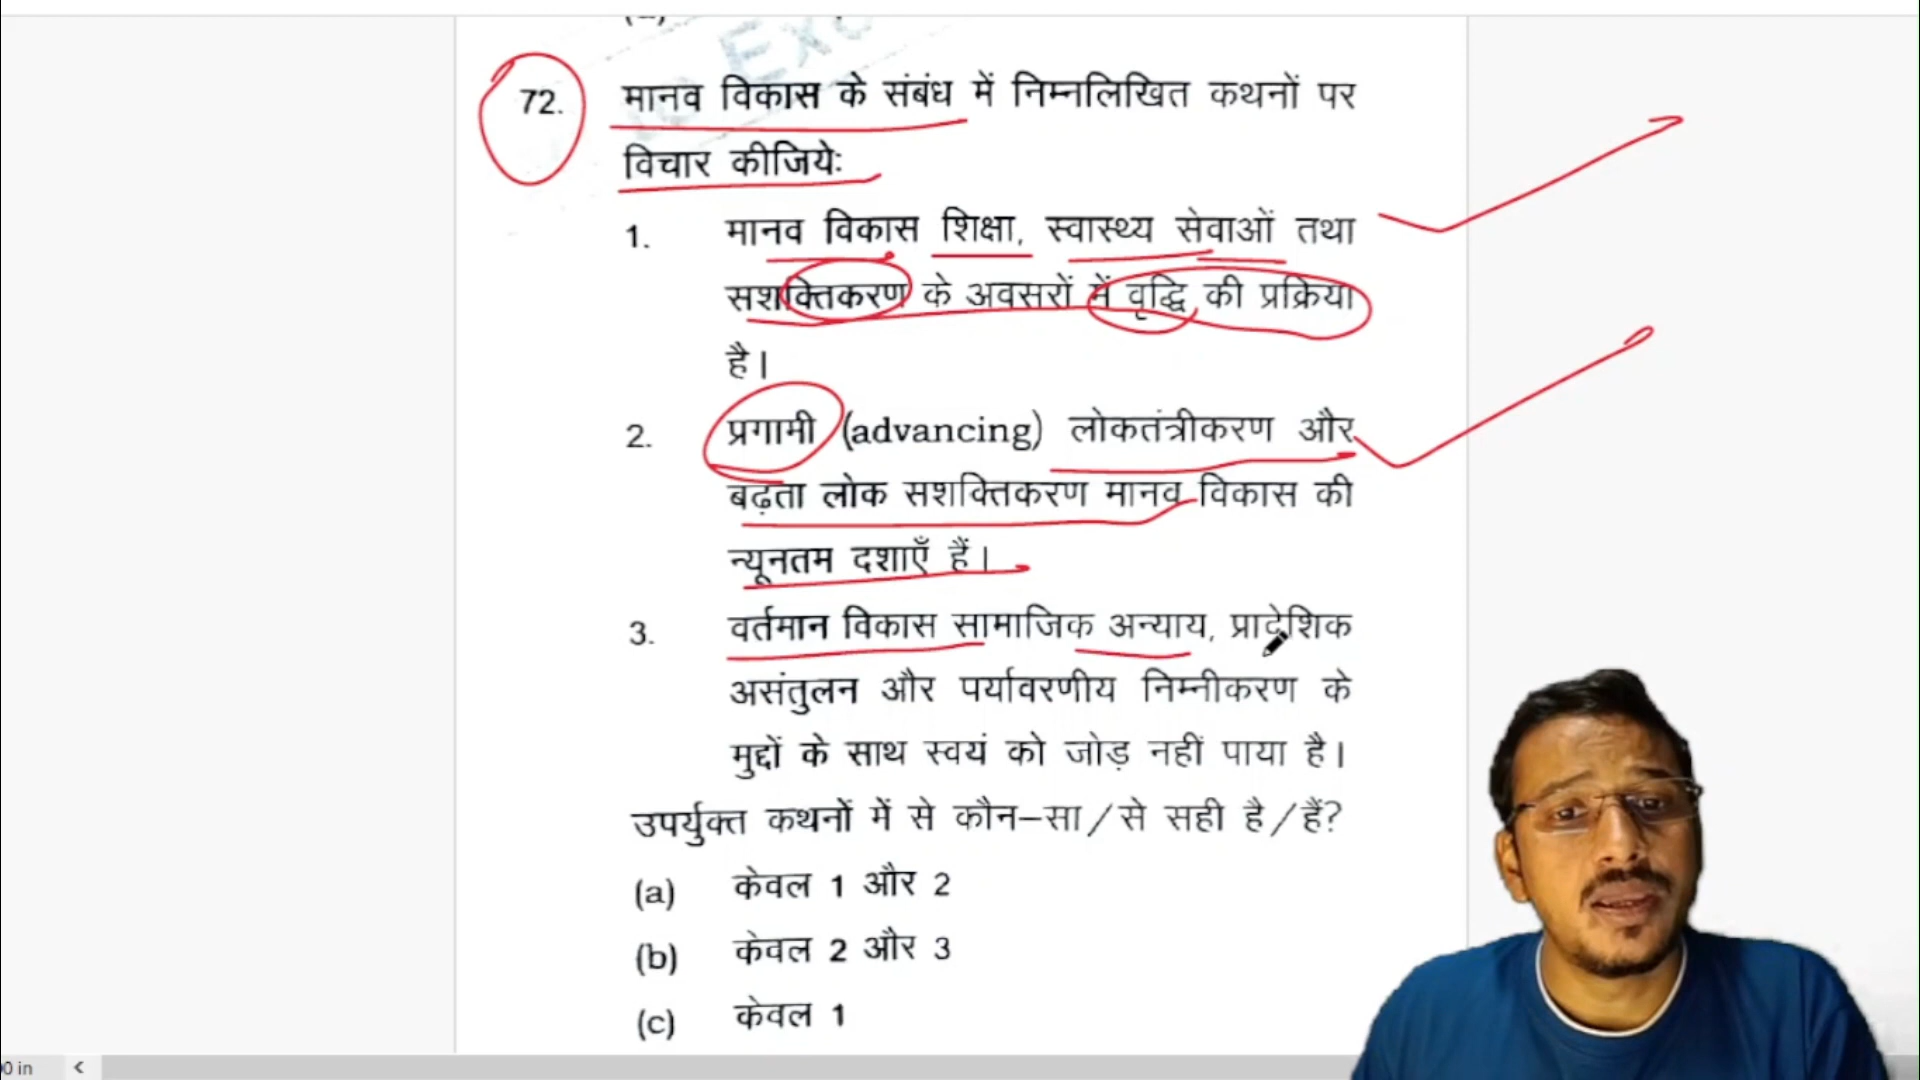 72. मानव विकास के संबंध में निम्नलिखित कथनों पर
विचार कीजिये:
1. मानव विकास शिक्षा, स्वास्थ्य सेवाओं तथा
सशक्तिकरण के अवसरों में वृद्धि की प्रक्रिया
है।
2. प्रगामी (advancing) लोकतंत्रीकरण और
बढ़ता लोक सशक्तिकरण मानव विकास की
न्यूनतम दशाएँ हैं।
3. वर्तमान विकास सामाजिक अन्याय, प्रादेशिक
असंतुलन और पर्यावरणीय निम्नीकरण के
मुद्दों के साथ स्वयं को जोड़ नहीं पाया है।
उपर्युक्त कथनों में से कौन–सा/से सही है/हैं?
(a) केवल 1 और 2
(b) केवल 2 और 3
(c) केवल 1
00 in <